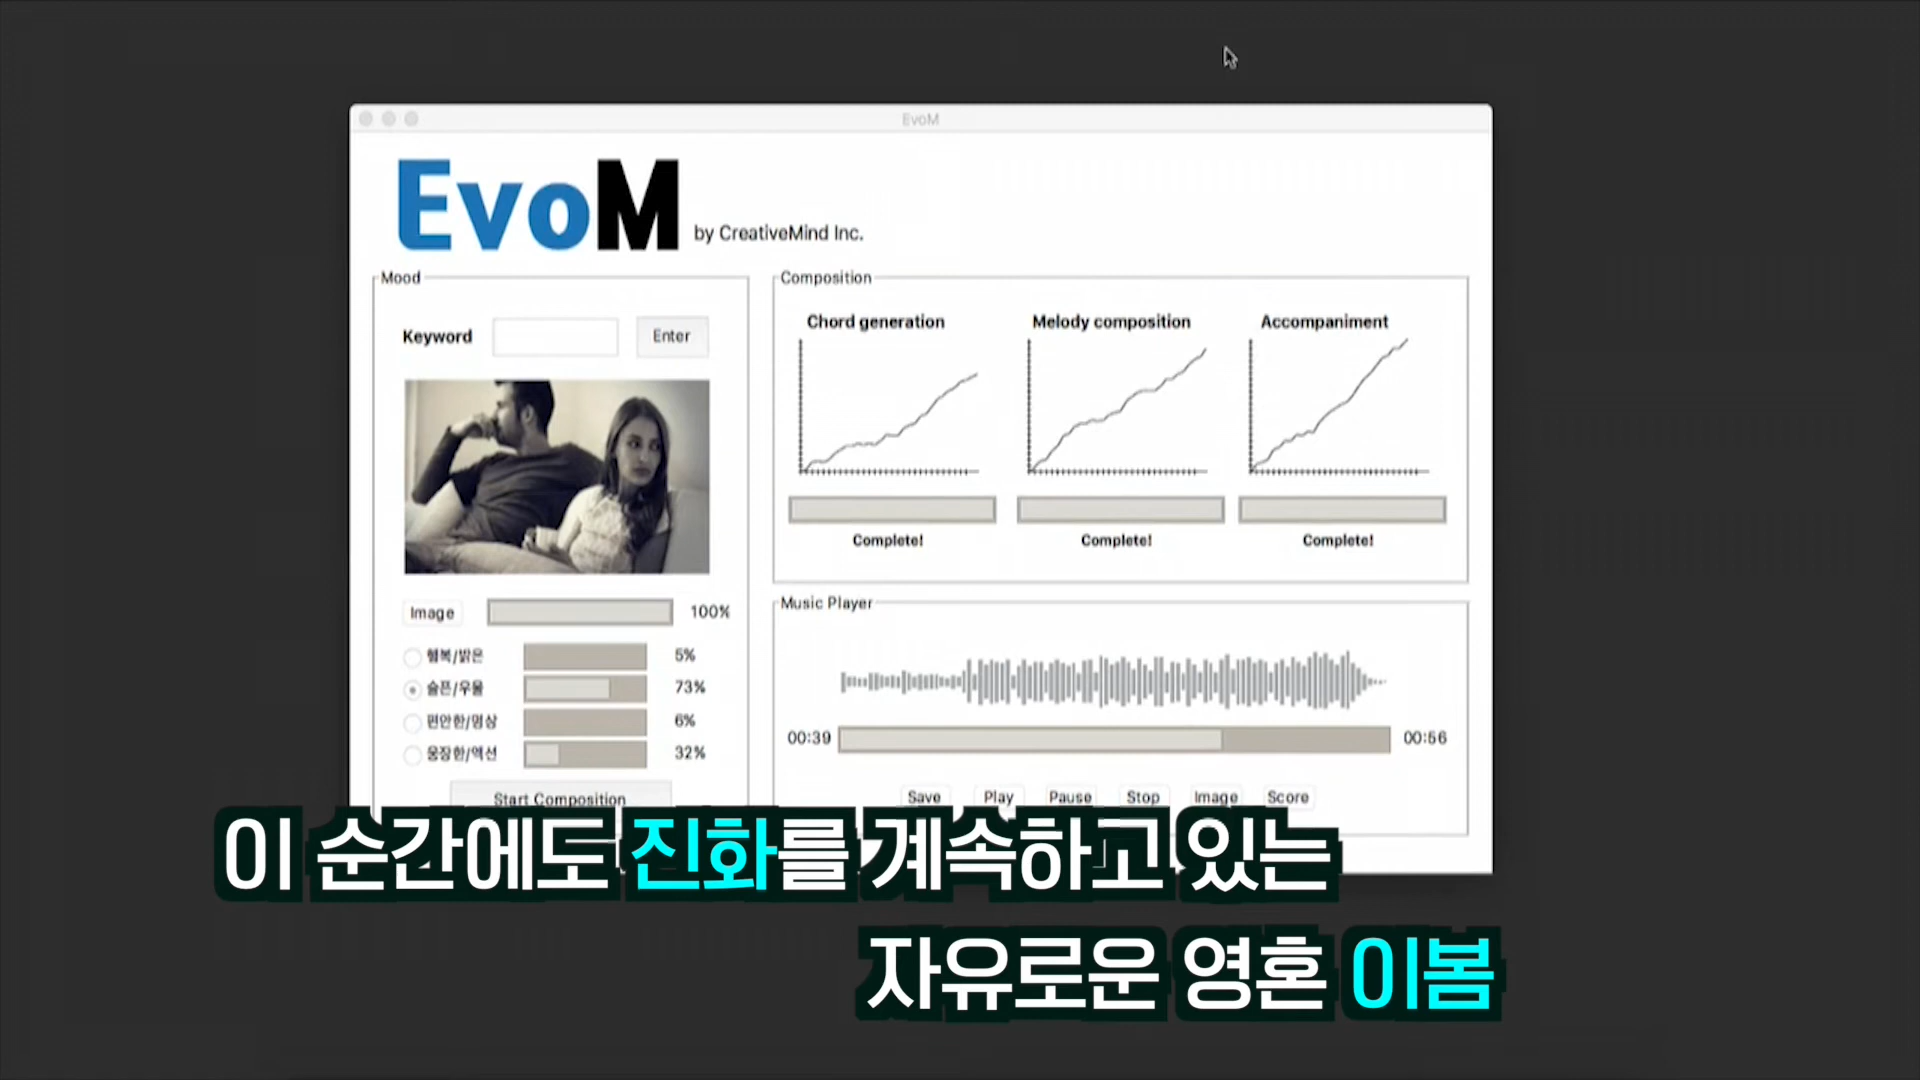 EvoM
EvoM by CreativeMind Inc.
Mood
Keyword
Enter
Image 100%
행복/밝은 5%
슬픈/우울 73%
편안한/명상 6%
웅장한/액션 32%
Start Composition
Composition
Chord generation
Melody composition
Accompaniment
Complete!
Complete!
Complete!
Music Player
00:39
00:56
Save Play Pause Stop Image Score
이 순간에도 진화를 계속하고 있는
자유로운 영혼 이봄